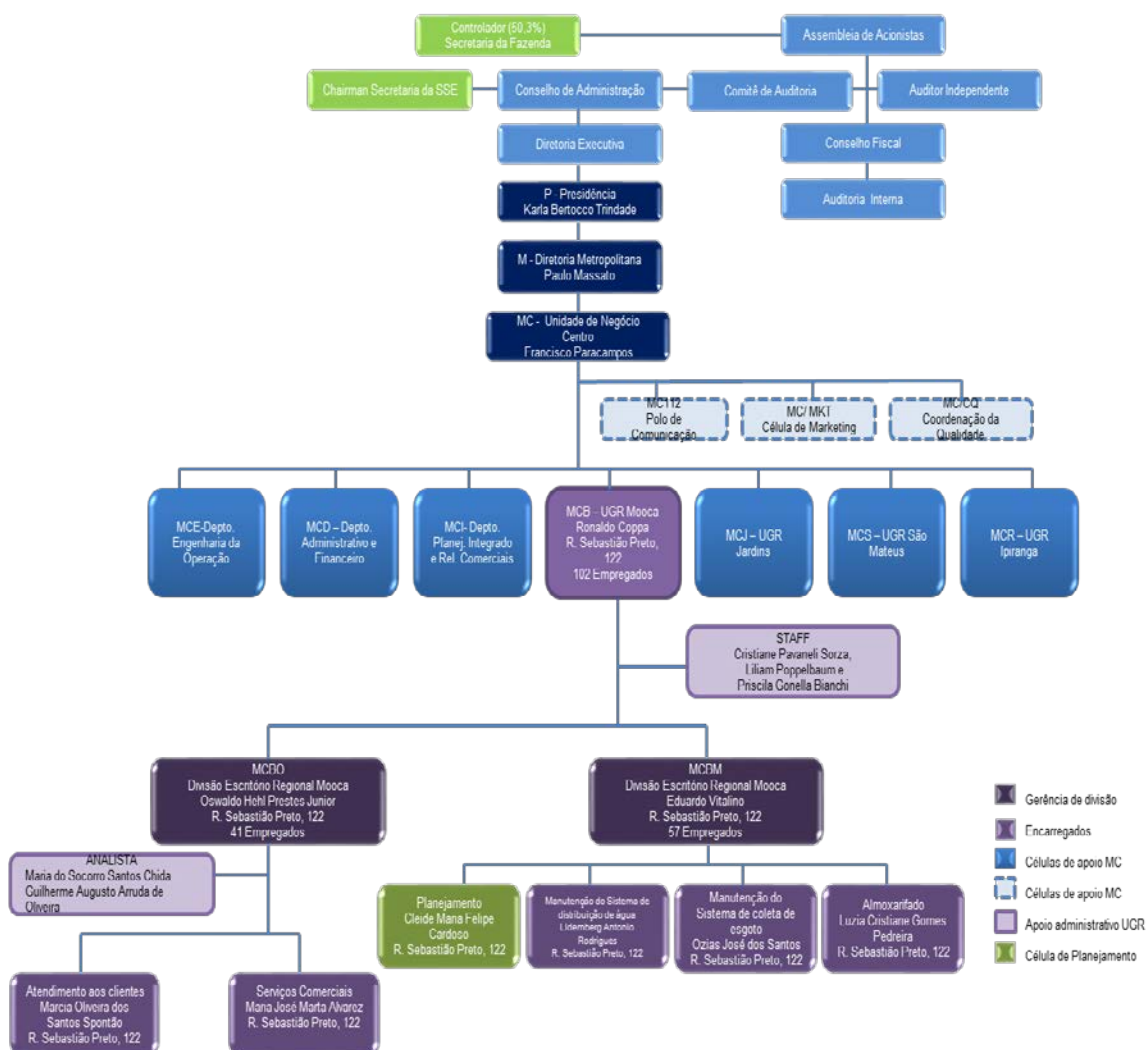 Controlador (50,3%)
Secretaria da Fazenda
Assembleia de Acionistas
Chairman Secretaria da SSE
Conselho de Administração
Comitê de Auditoria
Auditor Independente
Diretoria Executiva
Conselho Fiscal
Auditoria Interna
P - Presidência
Karla Bertocco Trindade
M - Diretoria Metropolitana
Paulo Massato
MC - Unidade de Negócio
Centro
Francisco Paracampos
MC112
Polo de
Comunicação
MC/ MKT
Célula de Marketing
MC/CQ
Coordenação da
Qualidade
MCE-Depto.
Engenharia da
Operação
MCD – Depto.
Administrativo e
Financeiro
MCI- Depto.
Planej. Integrado
e Rel. Comerciais
MCB - UGR Mooca
Ronaldo Coppa
R. Sebastião Preto,
122
102 Empregados
MCJ – UGR
Jardins
MCS – UGR São
Mateus
MCR – UGR
Ipiranga
STAFF
Cristiane Pavaneli Sorza,
Liliam Poppelbaum e
Priscila Gonella Bianchi
MCBO
Divisão Escritório Regional Mooca
Oswaldo Hehl Prestes Junior
R. Sebastião Preto, 122
41 Empregados
MCBM
Divisão Escritório Regional Mooca
Eduardo Vitalino
R. Sebastião Preto, 122
57 Empregados
ANALISTA
Maria do Socorro Santos Chida
Guilherme Augusto Arruda de
Oliveira
Planejamento
Cleide Maria Felipe
Cardoso
R. Sebastião Preto, 122
Manutenção do Sistema de
distribuição de água
Antonio
Rodrigues
R. Sebastião Preto, 122
Manutenção do
Sistema de coleta de
esgoto
Ozias José dos Santos
R. Sebastião Preto, 122
Almoxarifado
Luzia Cristiane Gomes
Pedreira
R. Sebastião Preto, 122
Atendimento aos clientes
Marcia Oliveira dos
Santos Spontão
R. Sebastião Preto, 122
Serviços Comerciais
Maria José Marta Alvarez
R. Sebastião Preto, 122
Gerência de divisão
Encarregados
Células de apoio MC
Células de apoio MC
Apoio administrativo UGR
Célula de Planejamento